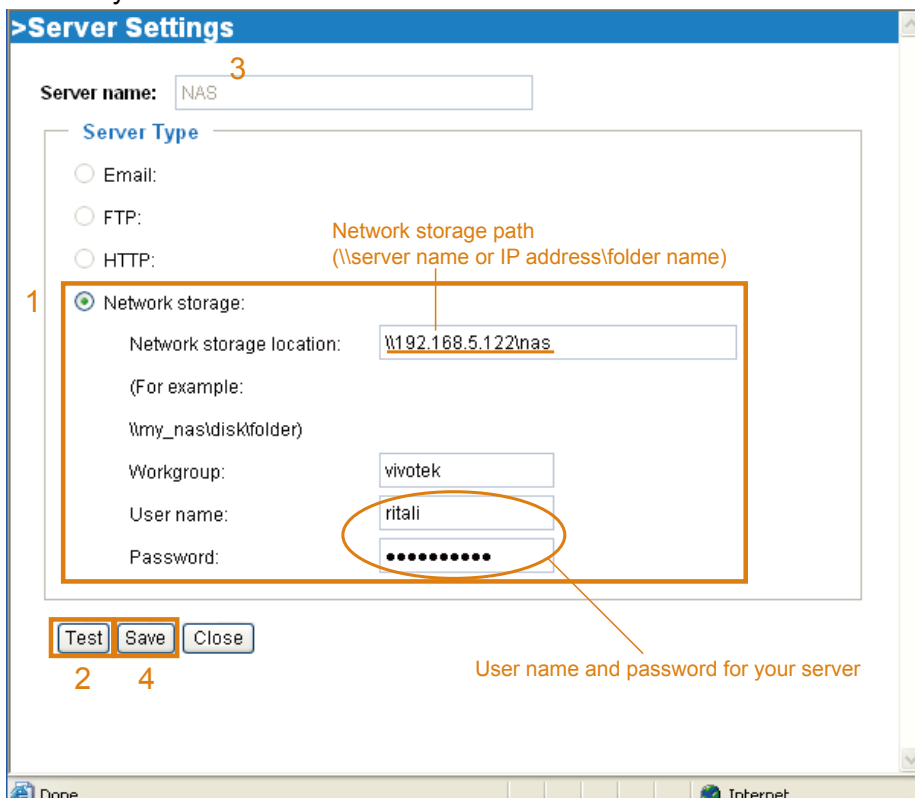 >Server Settings
3
Server name: NAS
Server Type
Email:
FTP:
Network storage path
HTTP:
(\\server name or IP address\folder name)
1
Network storage:
Network storage location: \\192.168.5.122\nas
(For example:
\\my_nas\disk\folder)
Workgroup: vivotek
User name: ritali
Password: ●●●●●●●●●●
Test Save Close
2 4
User name and password for your server
Done
Internet